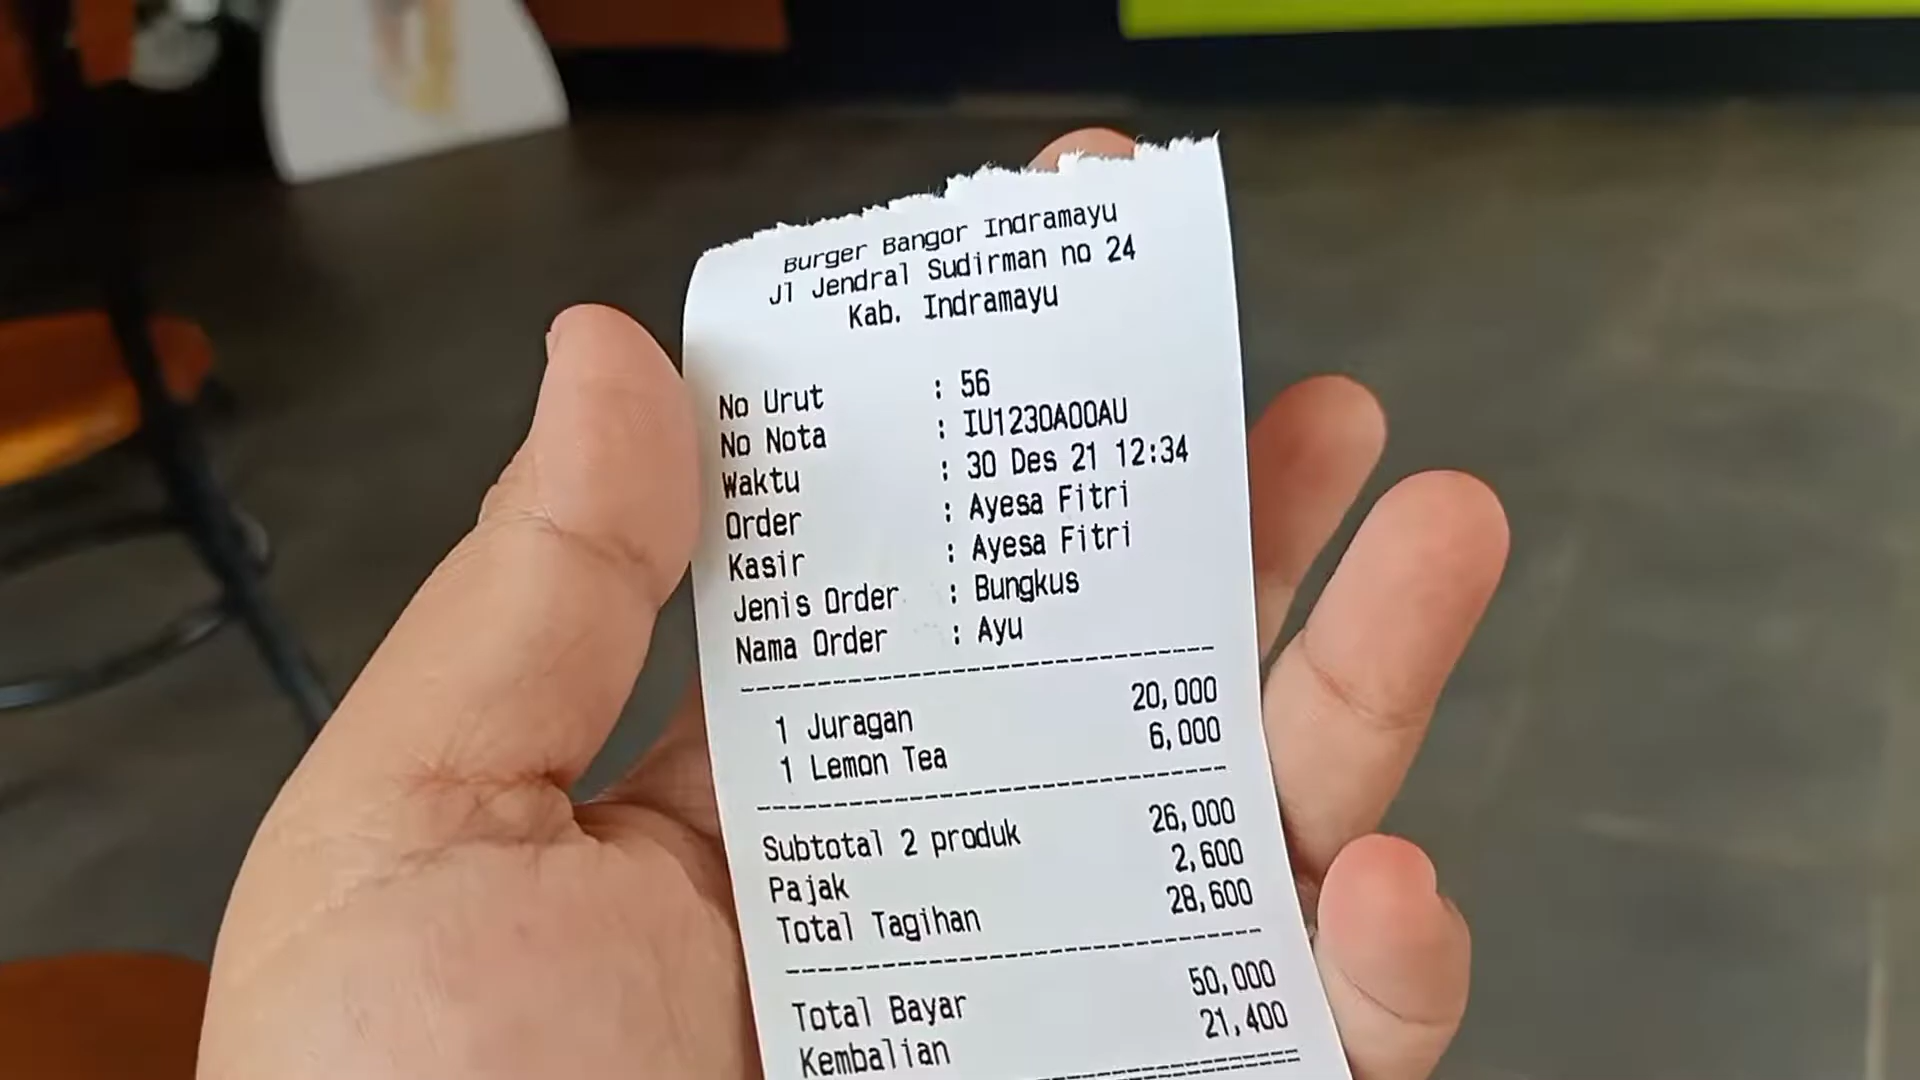 Burger Bangor Indramayu
Jl Jendral Sudirman no 24
Kab. Indramayu
No Urut : 56
No Nota : IU1230A00AU
Waktu : 30 Des 21 12:34
Order : Ayesa Fitri
Kasir : Ayesa Fitri
Jenis Order : Bungkus
Nama Order : Ayu
1 Juragan 20,000
1 Lemon Tea 6,000
Subtotal 2 produk 26,000
Pajak 2,600
Total Tagihan 28,600
Total Bayar 50,000
Kembalian 21,400